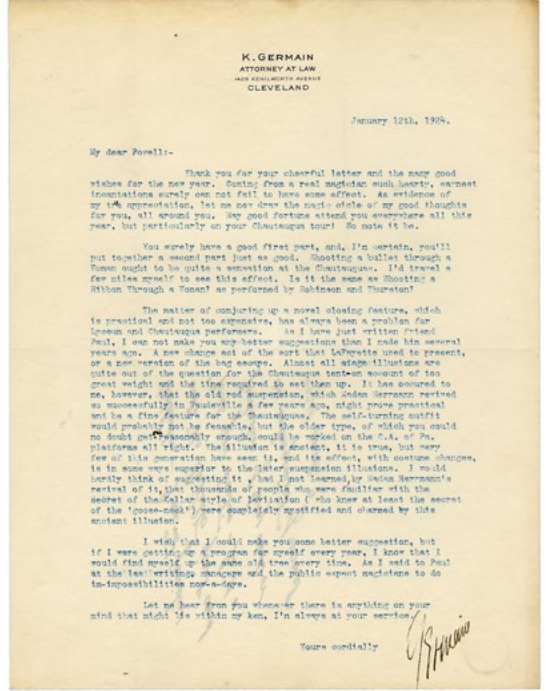 K. GERMAIN
ATTORNEY AT LAW
1429 KENILWORTH AVENUE
CLEVELAND
January 12th, 1924.
My dear Powell:-
Thank you for your cheerful letter and the many good
wishes for the new year. Coming from a real magician such hearty, earnest
incantations surely can not fail to have some effect. As evidence of
my appreciation, let me now draw the magic circle of my good thoughts
for you, all around you. May good fortune attend you everywhere all this
year, but particularly on your Chautauqua tour! So note it be.
You surely have a good first part, and, I'm certain, you'll
put together a second part just as good. Shooting a bullet through a
Woman ought to be quite a sensation at the Chautauquas. I'd travel a
few miles myself to see this effect. Is it the same as Shooting a
Ribbon Through a Woman? as performed by Robinson and Thurston?
The matter of conjuring up a novel closing feature, which
is practical and not too expensive, has always been a problem for
Lyceum and Chautauqua performers. As I have just written friend
Paul, I can not make you any better suggestions than I made him several
years ago. A new change act of the sort that LaFayette used to present,
or a new version of the bag escape. Almost all stage illusions are
quite out of the question for the Chautauqua tent-on account of too
great weight and the time required to set them up. It has occured to
me, however, that the old rod suspension, which Madam Herrmann revived
so successfully in Vaudeville a few years ago, might prove practical
and be a fine feature for the Chautauquas. The self-turning outfit
would probably not be feasable, but the older type, of which you could
no doubt get reasonably enough, could be worked on the C.A. of Pa.
platforms all right. The illusion is ancient, it is true, but very
few of this generation have seen it, and its effect, with costume changes,
is in some ways superior to the later suspension illusions. I would
hardly think of suggesting it, had I not learned, by Madam Herrmann's
revival of it, that thousands of people who were familiar with the
secret of the Kellar style of levitation ( who knew at least the secret
of the 'goose-neck') were completely mystified and charmed by this
ancient illusion.
I wish that I could make you some better suggestion, but
if I were getting up a program for myself every year, I know that I
would find myself up the same old tree every time. As I said to Paul
at the last writing, managers and the public expect magicians to do
im-impossibilities now-a-days.
Let me hear from you whenever there is anything on your
mind that might lie within my ken. I'm always at your service.
Yours cordially
Germain